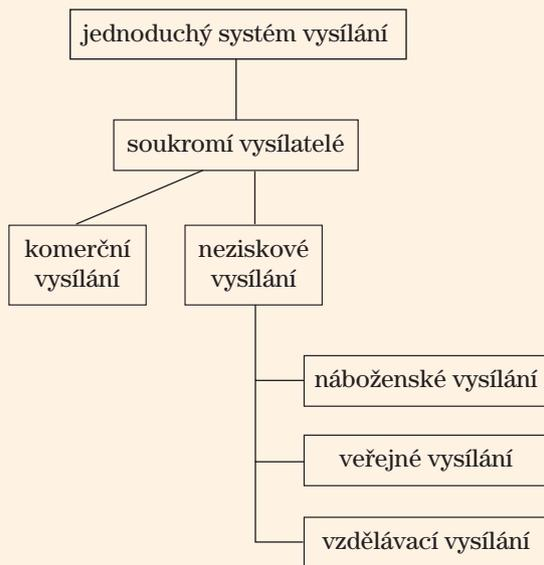 jednoduchý systém vysílání
soukromí vysílatelé
komerční
vysílání
neziskové
vysílání
náboženské vysílání
veřejné vysílání
vzdělávací vysílání